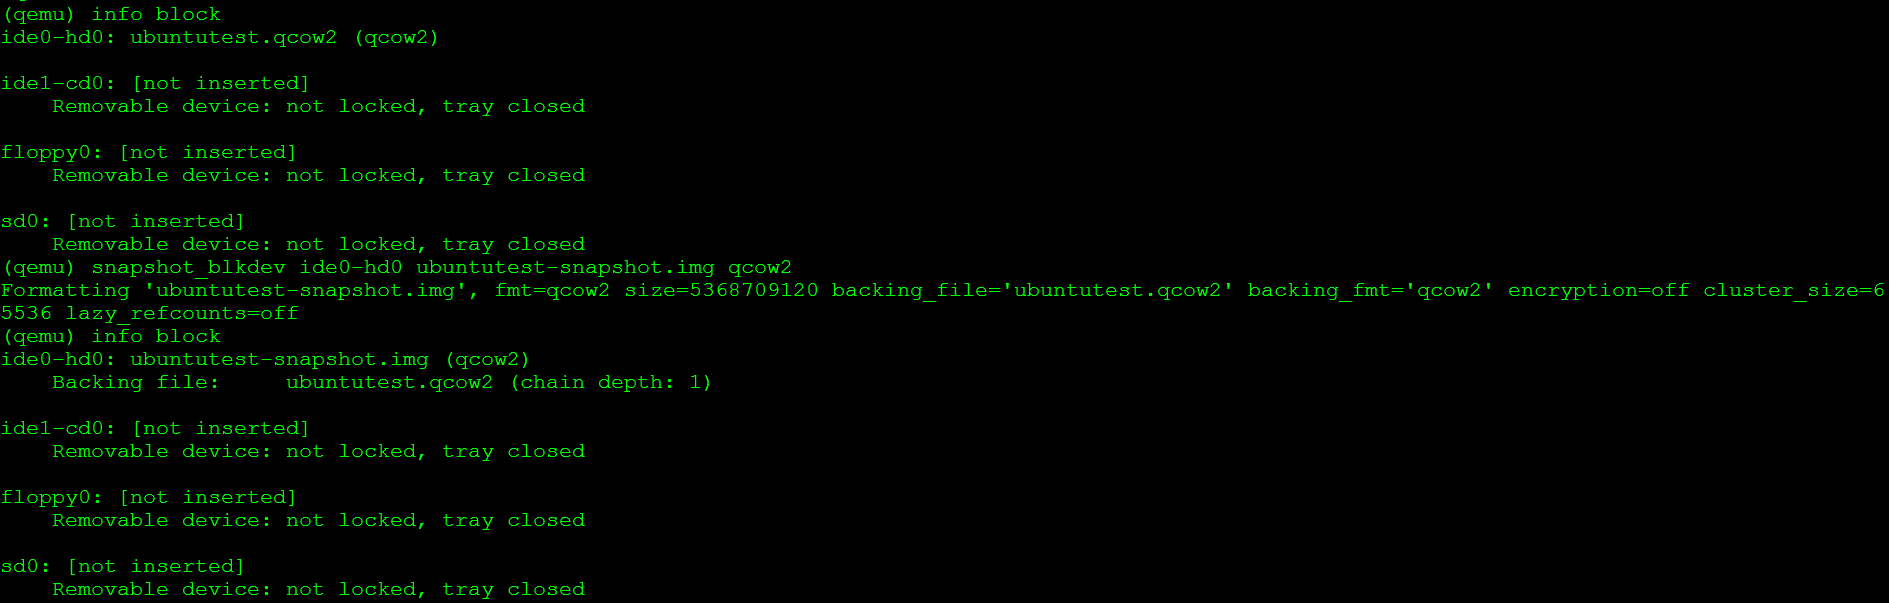 (qemu) info block
ide0-hd0: ubuntutest.qcow2 (qcow2)
ide1-cd0: [not inserted]
    Removable device: not locked, tray closed
floppy0: [not inserted]
    Removable device: not locked, tray closed
sd0: [not inserted]
    Removable device: not locked, tray closed
(qemu) snapshot_blkdev ide0-hd0 ubuntutest-snapshot.img qcow2
Formatting 'ubuntutest-snapshot.img', fmt=qcow2 size=5368709120 backing_file='ubuntutest.qcow2' backing_fmt='qcow2' encryption=off cluster_size=6
5536 lazy_refcounts=off
(qemu) info block
ide0-hd0: ubuntutest-snapshot.img (qcow2)
    Backing file:     ubuntutest.qcow2 (chain depth: 1)
ide1-cd0: [not inserted]
    Removable device: not locked, tray closed
floppy0: [not inserted]
    Removable device: not locked, tray closed
sd0: [not inserted]
    Removable device: not locked, tray closed